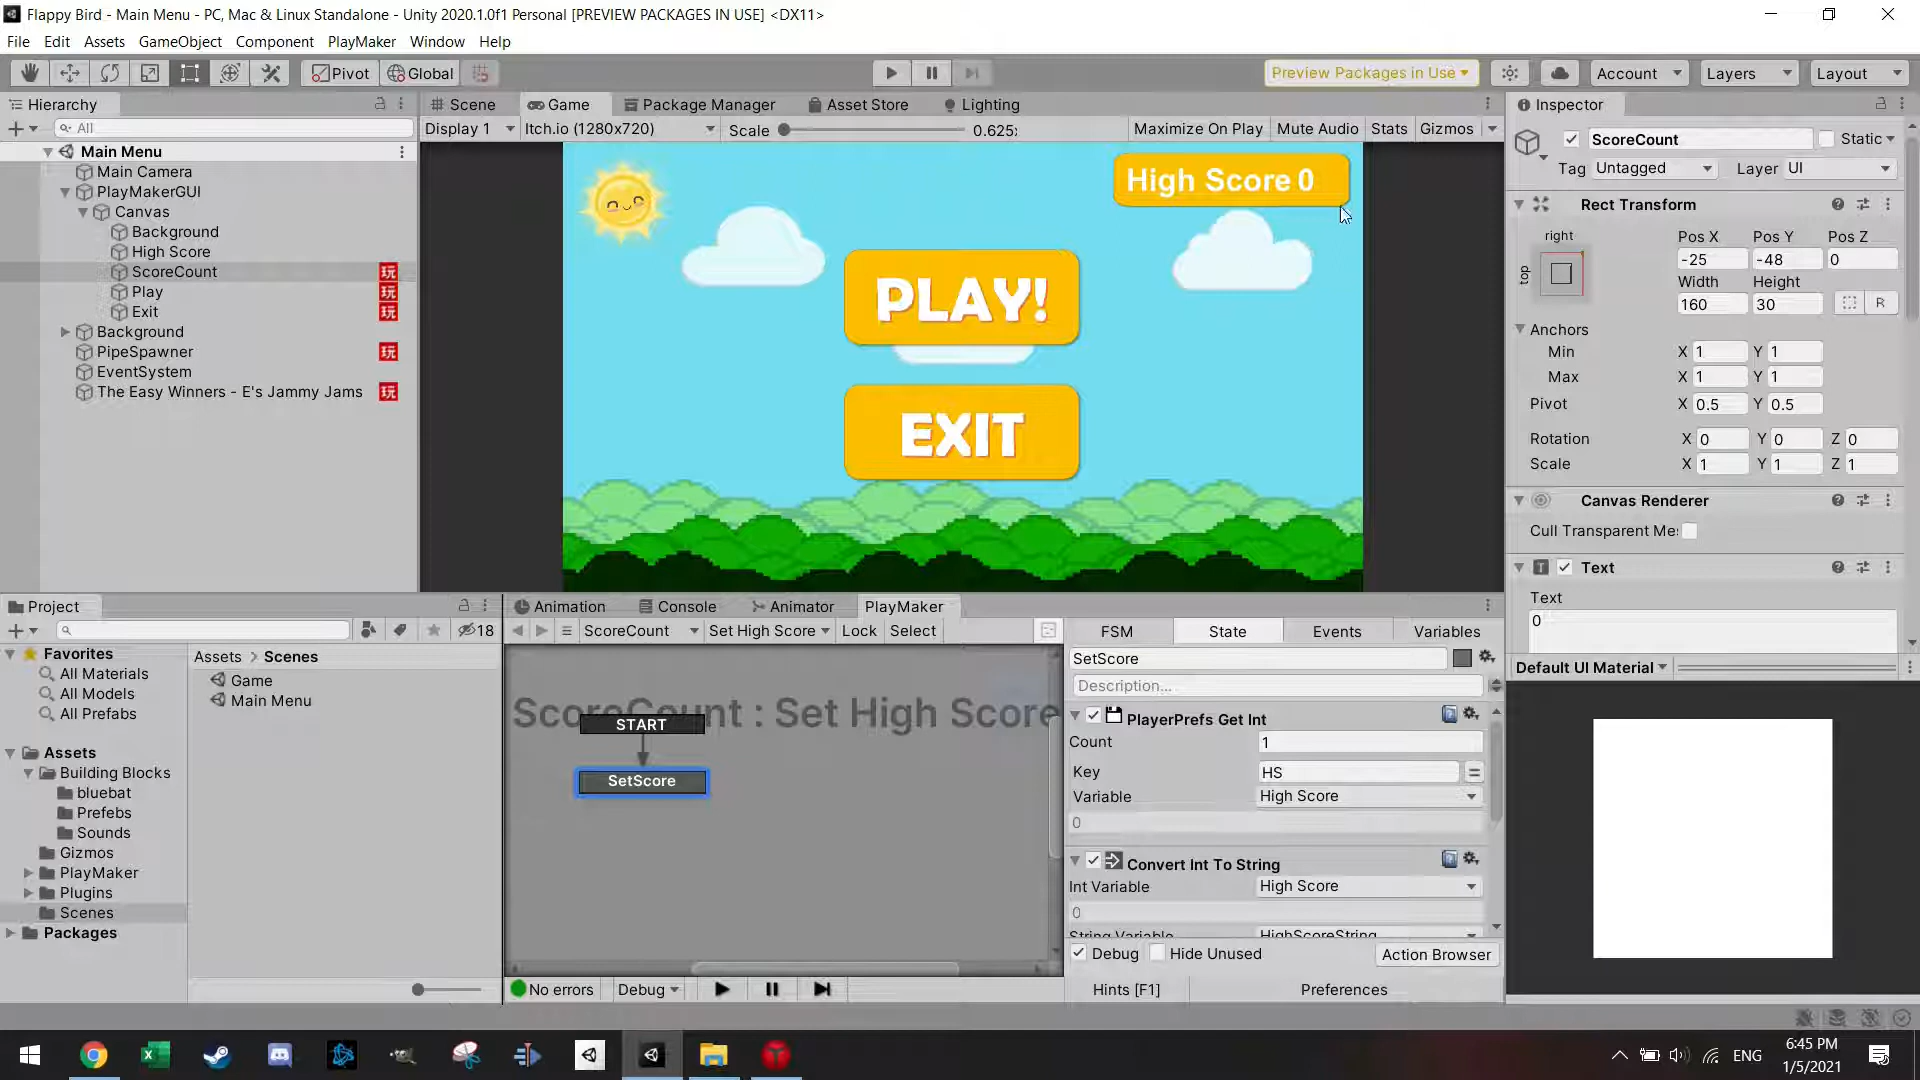 Flappy Bird - Main Menu - PC, Mac & Linux Standalone - Unity 2020.1.0f1 Personal [PREVIEW PACKAGES IN USE] <DX11>
File Edit Assets GameObject Component PlayMaker Window Help
Pivot Global Preview Packages in Use Account Layers Layout
Hierarchy
All
Main Menu
Main Camera
PlayMakerGUI
Canvas
Background
High Score
ScoreCount 玩
Play 玩
Exit 玩
Background
PipeSpawner 玩
EventSystem
The Easy Winners - E's Jammy Jams 玩
Scene Game Package Manager Asset Store Lighting
Display 1 Itch.io (1280x720) Scale 0.625: Maximize On Play Mute Audio Stats Gizmos
High Score 0
PLAY!
EXIT
Inspector
ScoreCount Static
Tag Untagged Layer UI
Rect Transform
right
top
Pos X Pos Y Pos Z
-25 -48 0
Width Height
160 30 R
Anchors
Min X 1 Y 1
Max X 1 Y 1
Pivot X 0.5 Y 0.5
Rotation X 0 Y 0 Z 0
Scale X 1 Y 1 Z 1
Canvas Renderer
Cull Transparent Me:
Text
Text
0
Default UI Material
Project
18
Favorites
All Materials
All Models
All Prefabs
Assets
Building Blocks
bluebat
Prefebs
Sounds
Gizmos
PlayMaker
Plugins
Scenes
Packages
Assets > Scenes
Game
Main Menu
Animation Console Animator PlayMaker
ScoreCount Set High Score Lock Select
ScoreCount : Set High Score
START
SetScore
No errors Debug
FSM State Events Variables
SetScore
Description...
PlayerPrefs Get Int
Count 1
Key HS
Variable High Score
0
Convert Int To String
Int Variable High Score
0
String Variable HighScoreString
Debug Hide Unused Action Browser
Hints [F1] Preferences
ENG
6:45 PM
1/5/2021